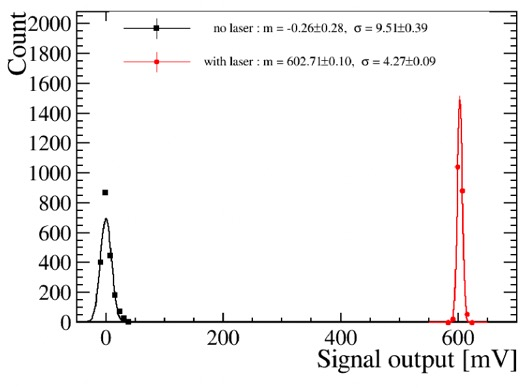 Count
2000
1800
1600
1400
1200
1000
800
600
400
200
0
no laser : m = -0.26±0.28, σ = 9.51±0.39
with laser : m = 602.71±0.10, σ = 4.27±0.09
0 200 400 600
Signal output [mV]